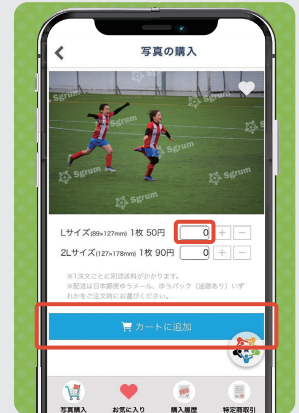 写真の購入
Sgrum
Sgrum
Sgrum
Sgrum
Sgrum
Lサイズ(89×127mm) 1枚 50円 0 + −
2Lサイズ(127×178mm) 1枚 90円 0 + −
※1注文ごとに別途送料がかかります。
※配送は日本郵便ゆうメール、ゆうパック（追跡あり）いず
れかをご注文時にお選びください。
カートに追加
写真購入 お気に入り 購入履歴 特定商取引